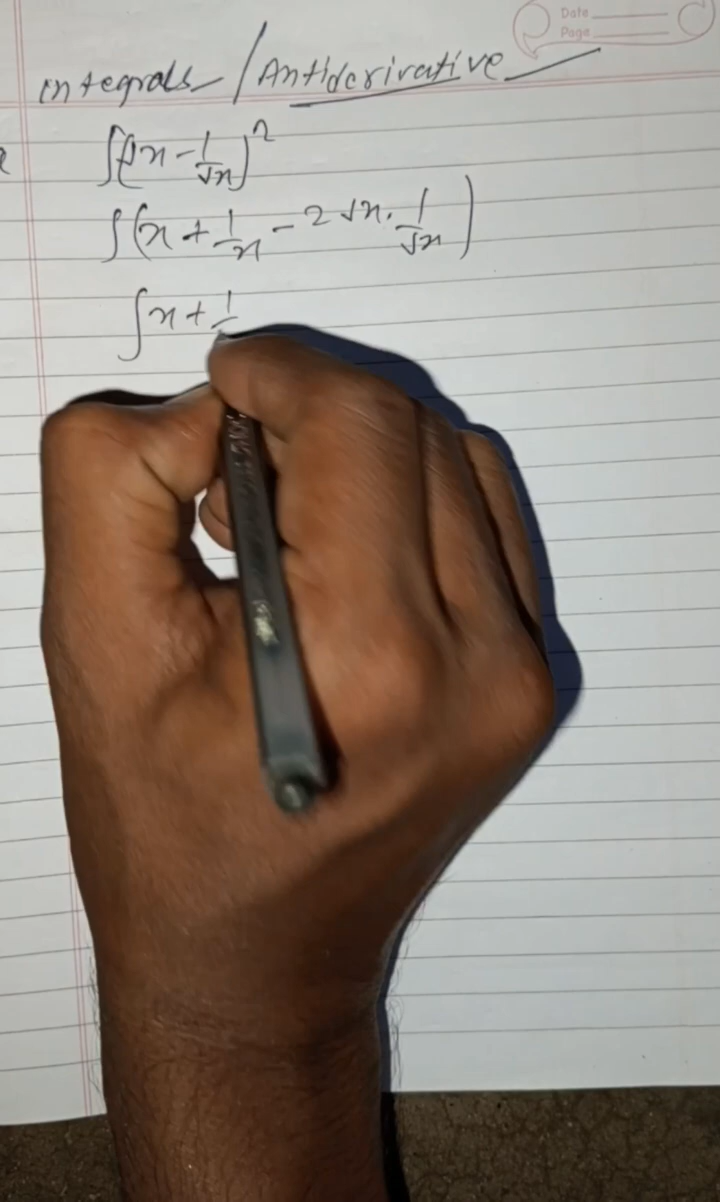 Date
Page
integrals / Antiderivative
∫(√x - 1/√x)²
∫(x + 1/x - 2√x · 1/√x)
∫x + 1/